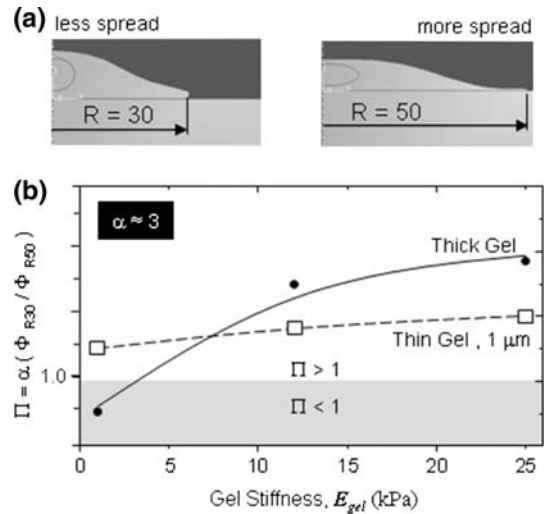 (a) less spread more spread
R = 30 R = 50
(b)
α ≈ 3
Thick Gel
Thin Gel , 1 μm
Π > 1
Π < 1
Π = α ( Φ R30 / Φ R50 )
1.0
0 5 10 15 20 25
Gel Stiffness, E gel (kPa)